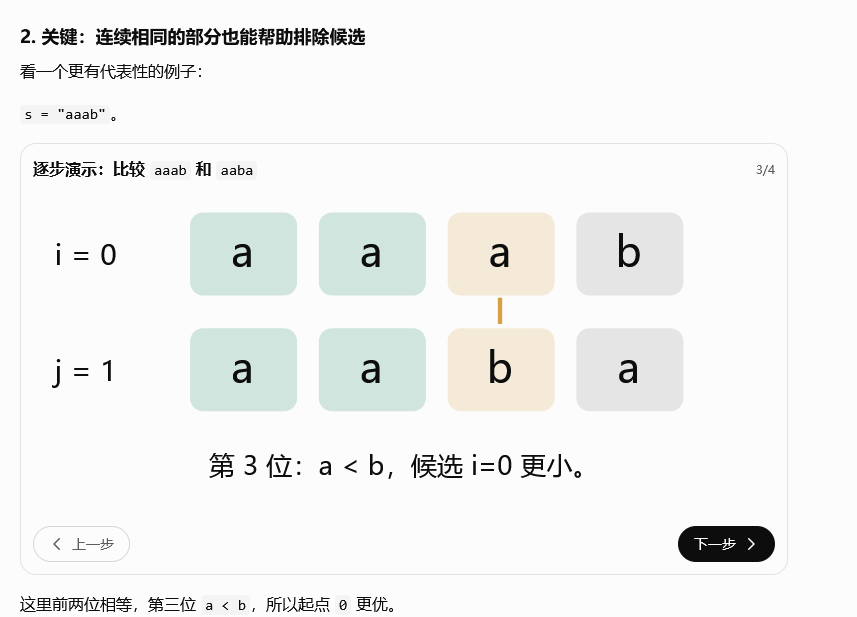 2. 关键：连续相同的部分也能帮助排除候选
看一个更有代表性的例子：
s = "aaab"。
逐步演示：比较 aaab 和 aaba 3/4
i = 0 a a a b
j = 1 a a b a
第 3 位：a < b，候选 i=0 更小。
上一步 下一步
这里前两位相等，第三位 a < b，所以起点 0 更优。